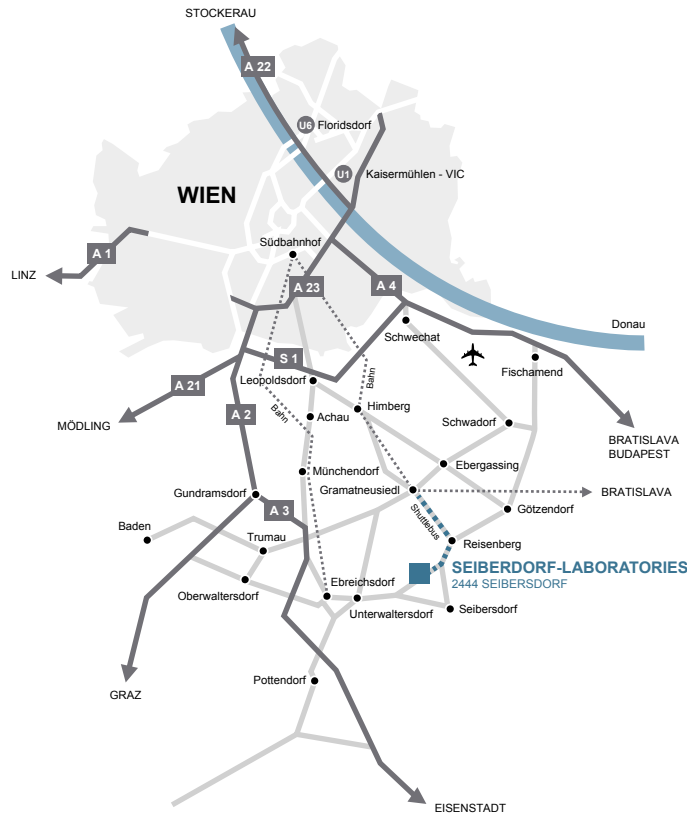 STOCKERAU
A 22
U6
Floridsdorf
U1
Kaisermühlen - VIC
WIEN
Südbahnhof
A 1
LINZ
A 23
A 4
Donau
Schwechat
S 1
Bahn
Fischamend
Leopoldsdorf
A 21
Bahn
Himberg
A 2
Achau
Schwadorf
MÖDLING
BRATISLAVA
BUDAPEST
Münchendorf
Ebergassing
Gramatneusiedl
BRATISLAVA
Gundramsdorf
A 3
Shuttlebus
Götzendorf
Baden
Trumau
Reisenberg
SEIBERDORF-LABORATORIES
2444 SEIBERSDORF
Oberwaltersdorf
Ebreichsdorf
Unterwaltersdorf
Seibersdorf
Pottendorf
GRAZ
EISENSTADT